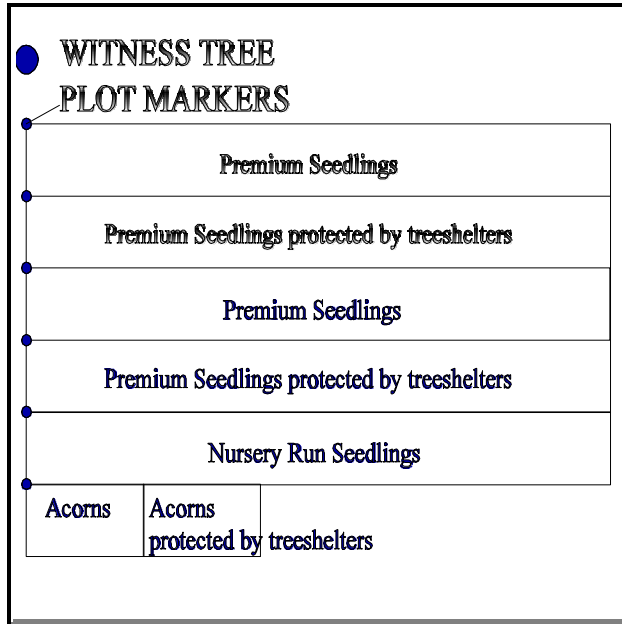 WITNESS TREE
PLOT MARKERS
Premium Seedlings
Premium Seedlings protected by treeshelters
Premium Seedlings
Premium Seedlings protected by treeshelters
Nursery Run Seedlings
Acorns
Acorns
protected by treeshelters